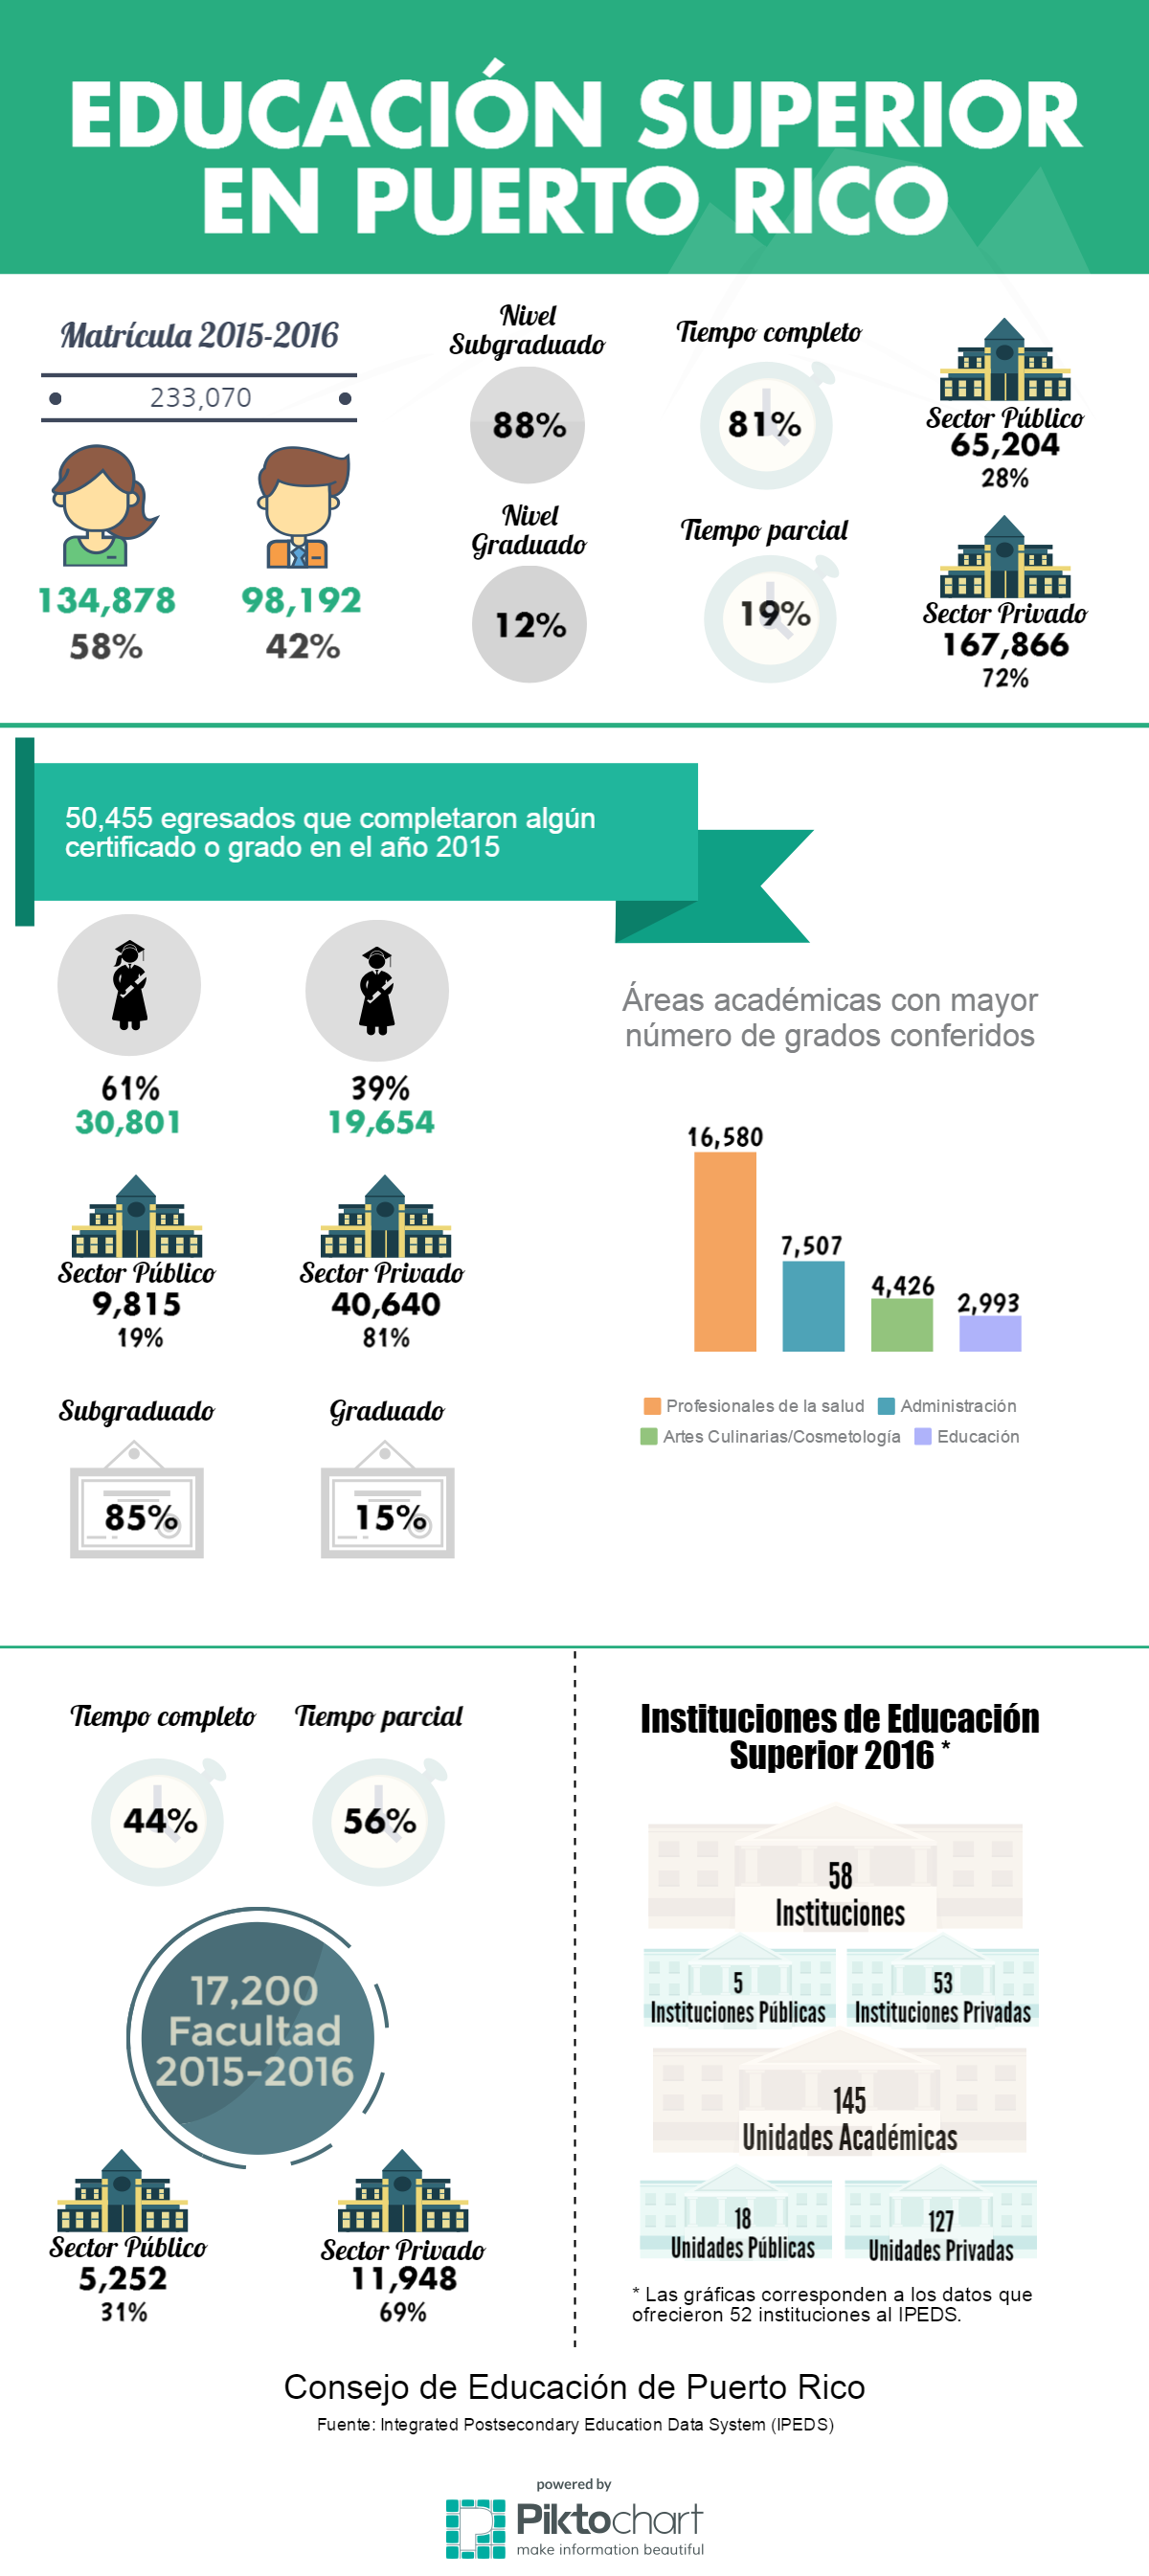 EDUCACIÓN SUPERIOR
EN PUERTO RICO
Matrícula 2015-2016
233,070
134,878
58%
98,192
42%
Nivel
Subgraduado
88%
Nivel
Graduado
12%
Tiempo completo
81%
Tiempo parcial
19%
Sector Público
65,204
28%
Sector Privado
167,866
72%
50,455 egresados que completaron algún
certificado o grado en el año 2015
61%
30,801
39%
19,654
Sector Público
9,815
19%
Sector Privado
40,640
81%
Subgraduado
85%
Graduado
15%
Áreas académicas con mayor
número de grados conferidos
16,580
7,507
4,426
2,993
Profesionales de la salud
Administración
Artes Culinarias/Cosmetología
Educación
Tiempo completo
44%
Tiempo parcial
56%
17,200
Facultad
2015-2016
Sector Público
5,252
31%
Sector Privado
11,948
69%
Instituciones de Educación
Superior 2016 *
58
Instituciones
5
Instituciones Públicas
53
Instituciones Privadas
145
Unidades Académicas
18
Unidades Públicas
127
Unidades Privadas
* Las gráficas corresponden a los datos que
ofrecieron 52 instituciones al IPEDS.
Consejo de Educación de Puerto Rico
Fuente: Integrated Postsecondary Education Data System (IPEDS)
powered by
Piktochart
make information beautiful